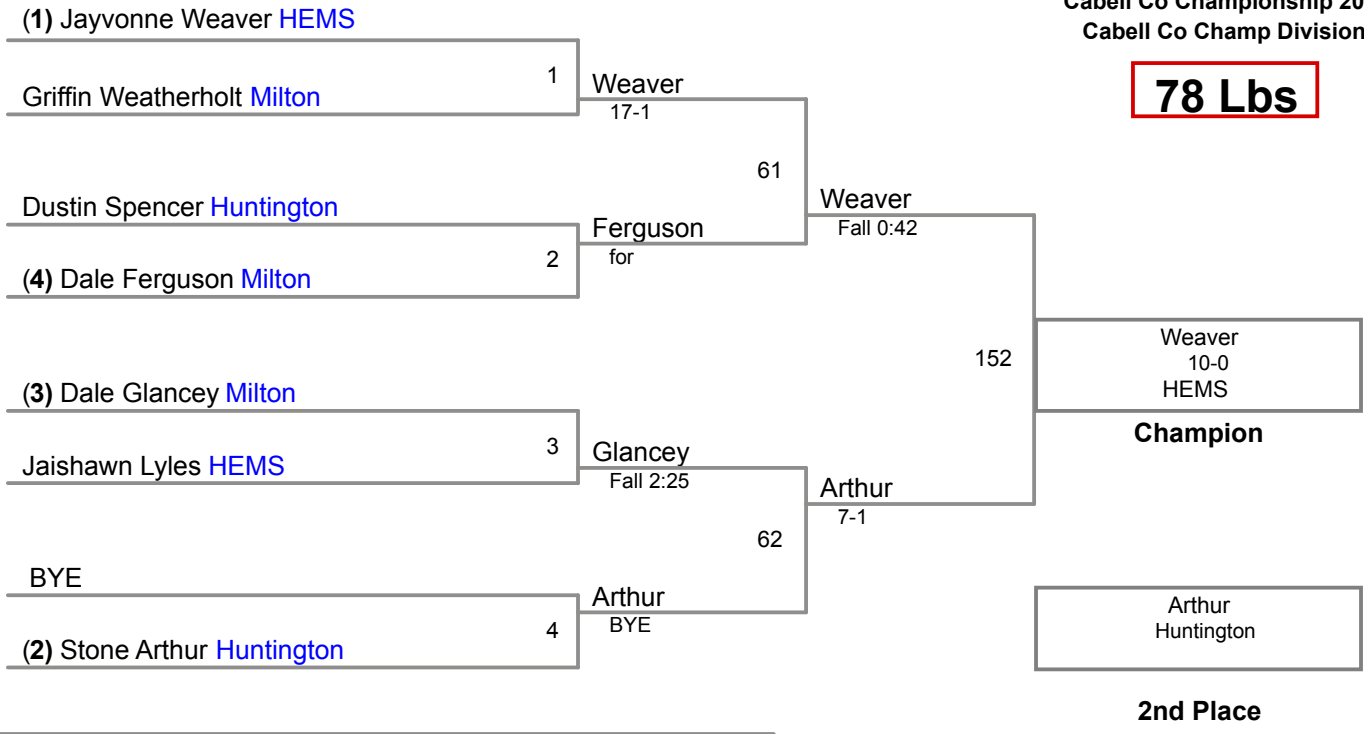 (1) Jayvonne Weaver HEMS
Cabell Co Championship 20
Cabell Co Champ Division
78 Lbs
1
Griffin Weatherholt Milton
Weaver
17-1
61
Dustin Spencer Huntington
Weaver
Fall 0:42
Ferguson
for
2
(4) Dale Ferguson Milton
152
Weaver
10-0
HEMS
Champion
(3) Dale Glancey Milton
3
Jaishawn Lyles HEMS
Glancey
Fall 2:25
Arthur
7-1
62
BYE
Arthur
BYE
4
(2) Stone Arthur Huntington
Arthur
Huntington
2nd Place